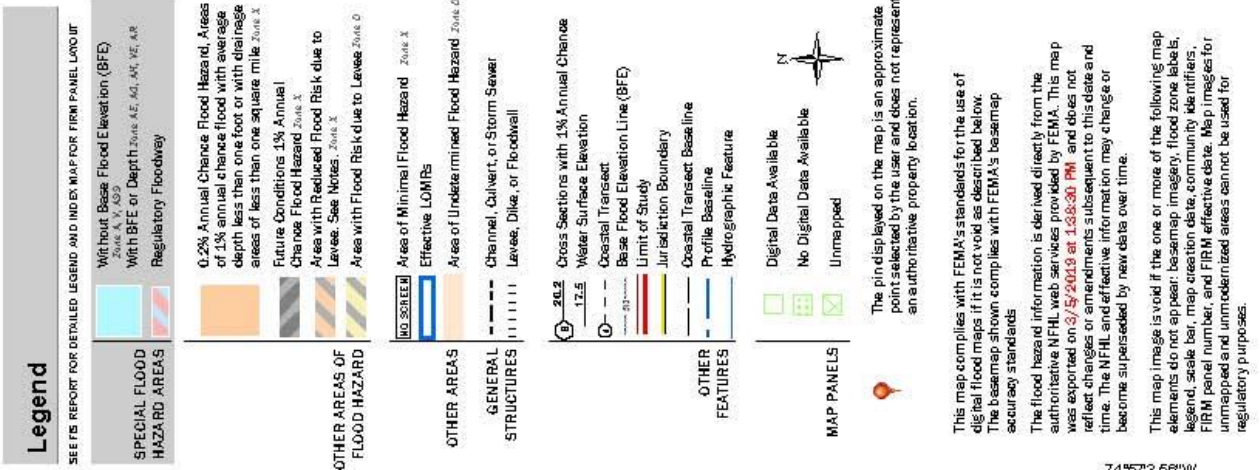 Legend
SEE FIS REPORT FOR DETAILED LEGEND AND INDEX MAP FOR FIRM PANEL LAYOUT
SPECIAL FLOOD
HAZARD AREAS
Without Base Flood Elevation (BFE)
Zone A, V, A99
With BFE or Depth Zone AE, AO, AH, VE, AR
Regulatory Floodway
OTHER AREAS OF
FLOOD HAZARD
0.2% Annual Chance Flood Hazard, Areas
of 1% annual chance flood with average
depth less than one foot or with drainage
areas of less than one square mile Zone X
Future Conditions 1% Annual
Chance Flood Hazard Zone X
Area with Reduced Flood Risk due to
Levee. See Notes. Zone X
Area with Flood Risk due to Levee Zone D
OTHER AREAS
NO SCREEN
Area of Minimal Flood Hazard Zone X
Effective LOMRs
Area of Undetermined Flood Hazard Zone D
GENERAL
STRUCTURES
Channel, Culvert, or Storm Sewer
Levee, Dike, or Floodwall
OTHER
FEATURES
B 20.2
17.5
Cross Sections with 1% Annual Chance
Water Surface Elevation
Coastal Transect
Base Flood Elevation Line (BFE)
Limit of Study
Jurisdiction Boundary
Coastal Transect Baseline
Profile Baseline
Hydrographic Feature
MAP PANELS
Digital Data Available
No Digital Data Available
Unmapped
N
The pin displayed on the map is an approximate
point selected by the user and does not represent
an authoritative property location.
This map complies with FEMA's standards for the use of
digital flood maps if it is not void as described below.
The basemap shown complies with FEMA's basemap
accuracy standards
The flood hazard information is derived directly from the
authoritative NFHL web services provided by FEMA. This map
was exported on 3/5/2019 at 1:38:30 PM and does not
reflect changes or amendments subsequent to this date and
time. The NFHL and effective information may change or
become superseded by new data over time.
This map image is void if the one or more of the following map
elements do not appear: basemap imagery, flood zone labels,
legend, scale bar, map creation date, community identifiers,
FIRM panel number, and FIRM effective date. Map images for
unmapped and unmodernized areas cannot be used for
regulatory purposes.